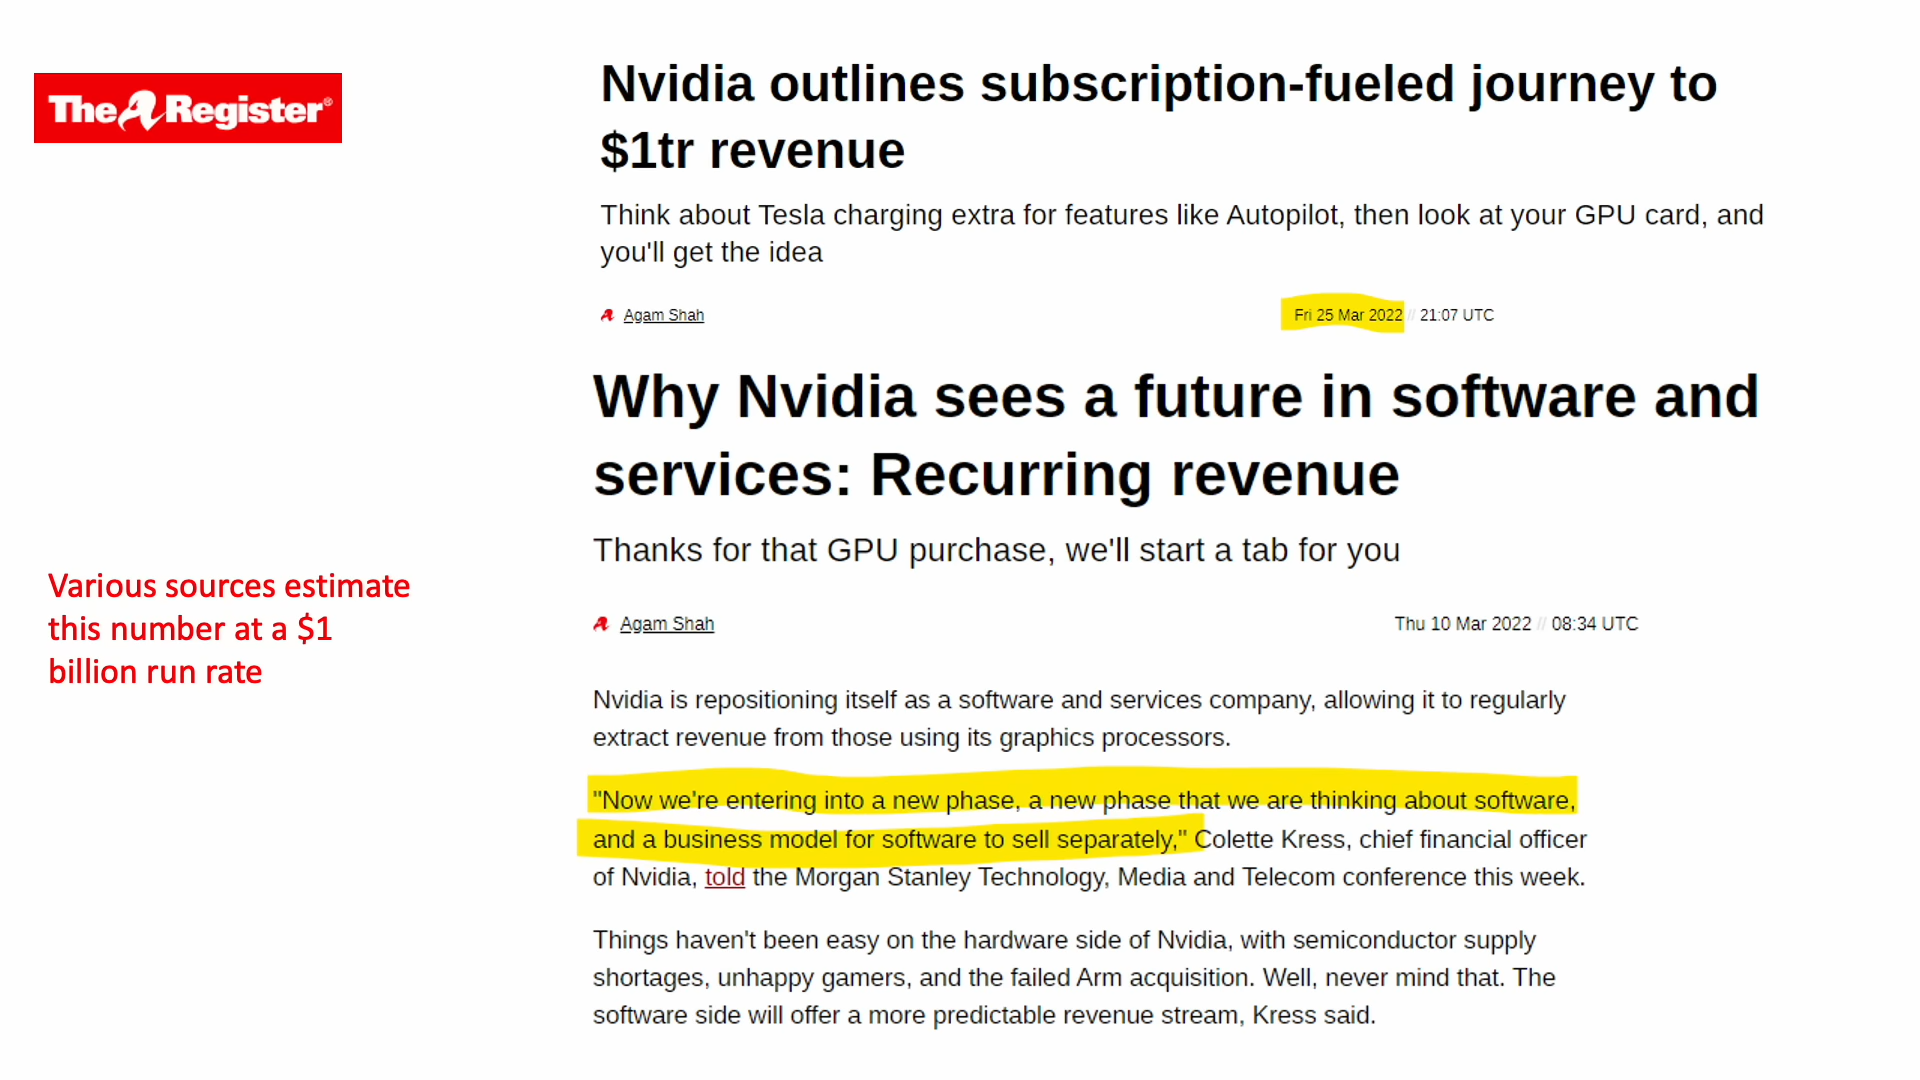 The Register®
Nvidia outlines subscription-fueled journey to
$1tr revenue
Think about Tesla charging extra for features like Autopilot, then look at your GPU card, and
you'll get the idea
Agam Shah
Fri 25 Mar 2022 // 21:07 UTC
Why Nvidia sees a future in software and
services: Recurring revenue
Thanks for that GPU purchase, we'll start a tab for you
Various sources estimate
this number at a $1
billion run rate
Agam Shah
Thu 10 Mar 2022 // 08:34 UTC
Nvidia is repositioning itself as a software and services company, allowing it to regularly
extract revenue from those using its graphics processors.
"Now we're entering into a new phase, a new phase that we are thinking about software,
and a business model for software to sell separately," Colette Kress, chief financial officer
of Nvidia, told the Morgan Stanley Technology, Media and Telecom conference this week.
Things haven't been easy on the hardware side of Nvidia, with semiconductor supply
shortages, unhappy gamers, and the failed Arm acquisition. Well, never mind that. The
software side will offer a more predictable revenue stream, Kress said.